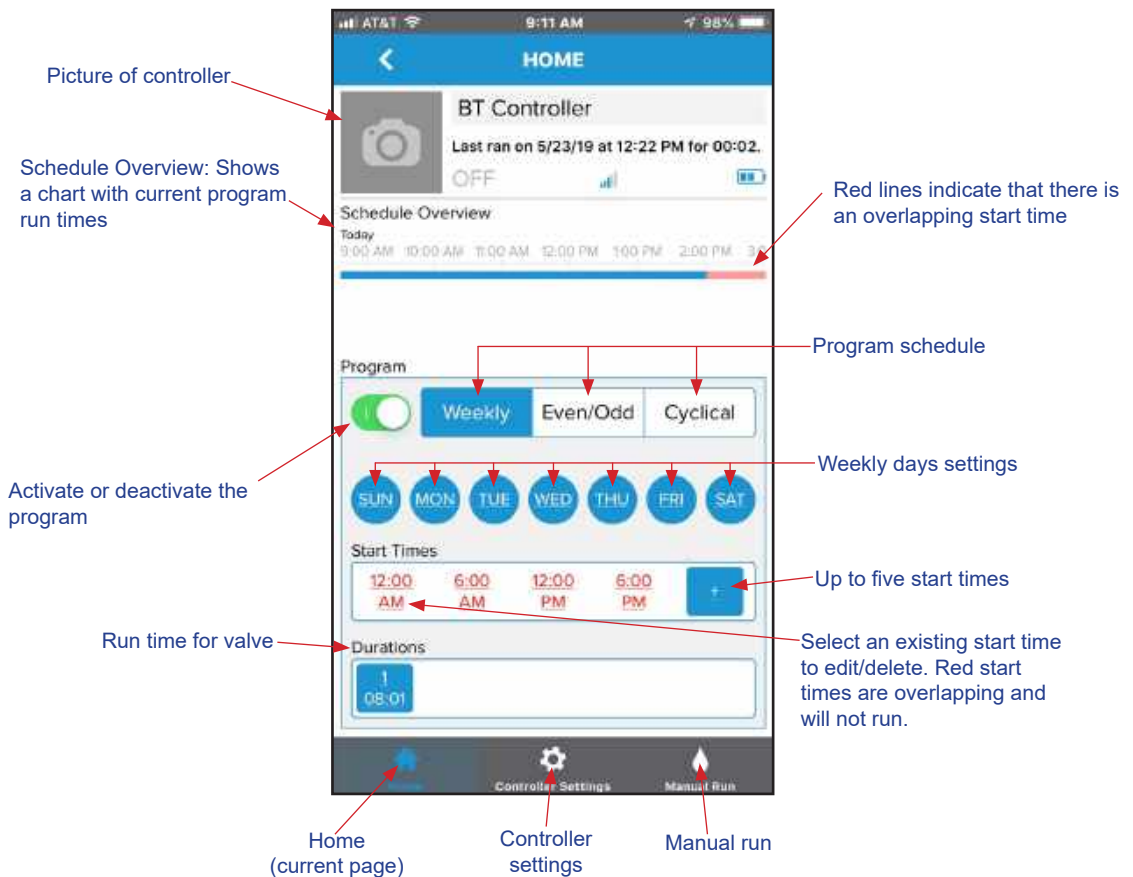 AT&T
9:11 AM
98%
HOME
Picture of controller
BT Controller
Last ran on 5/23/19 at 12:22 PM for 00:02.
OFF
Schedule Overview: Shows
a chart with current program
run times
Red lines indicate that there is
an overlapping start time
Schedule Overview
Today
9:00 AM 10:00 AM 11:00 AM 12:00 PM 1:00 PM 2:00 PM
Program schedule
Program
Weekly
Even/Odd
Cyclical
Weekly days settings
Activate or deactivate the
program
SUN MON TUE WED THU FRI SAT
Start Times
12:00 6:00 12:00 6:00
AM AM PM PM
+
Up to five start times
Select an existing start time
to edit/delete. Red start
times are overlapping and
will not run.
Run time for valve
Durations
1
08:01
Home
Controller Settings
Manual Run
Home
(current page)
Controller
settings
Manual run